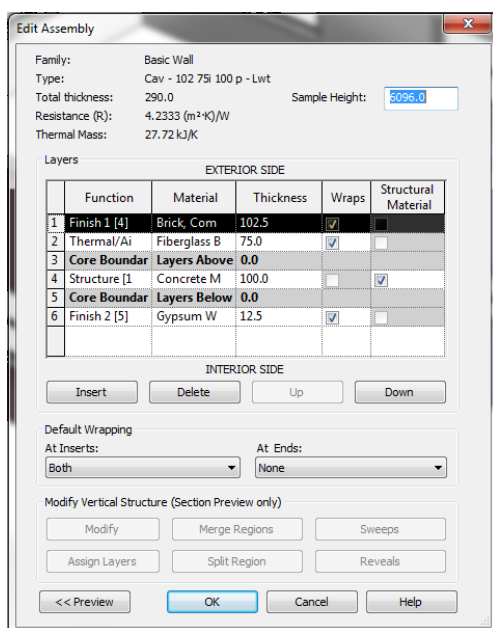 Edit Assembly
Family: Basic Wall
Type: Cav - 102 75i 100 p - Lwt
Total thickness: 290.0 Sample Height: 6096.0
Resistance (R): 4.2333 (m²·K)/W
Thermal Mass: 27.72 kJ/K
Layers
EXTERIOR SIDE
Function Material Thickness Wraps Structural Material
1 Finish 1 [4] Brick, Com 102.5
2 Thermal/Ai Fiberglass B 75.0
3 Core Boundar Layers Above 0.0
4 Structure [1 Concrete M 100.0
5 Core Boundar Layers Below 0.0
6 Finish 2 [5] Gypsum W 12.5
INTERIOR SIDE
Insert Delete Up Down
Default Wrapping
At Inserts: At Ends:
Both None
Modify Vertical Structure (Section Preview only)
Modify Merge Regions Sweeps
Assign Layers Split Region Reveals
<< Preview OK Cancel Help